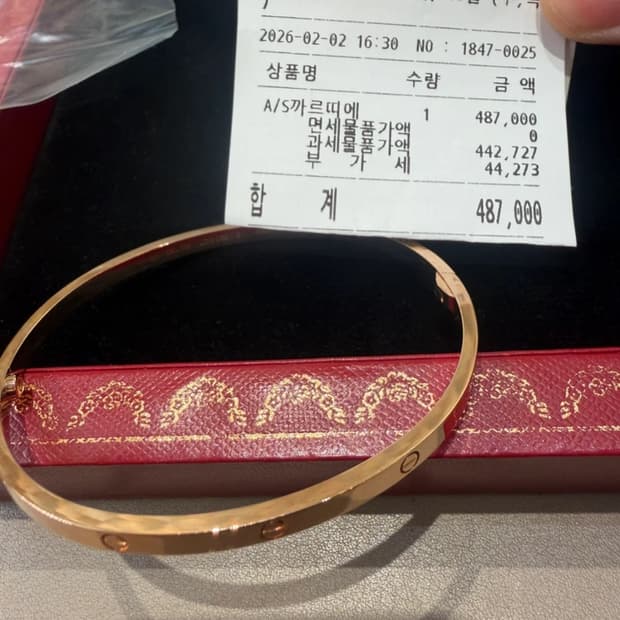 2026-02-02 16:30 NO : 1847-0025
상품명 수량 금 액
A/S까르띠에 1 487,000
면세물품가액 0
과세물품가액 442,727
부 가 세 44,273
합 계 487,000